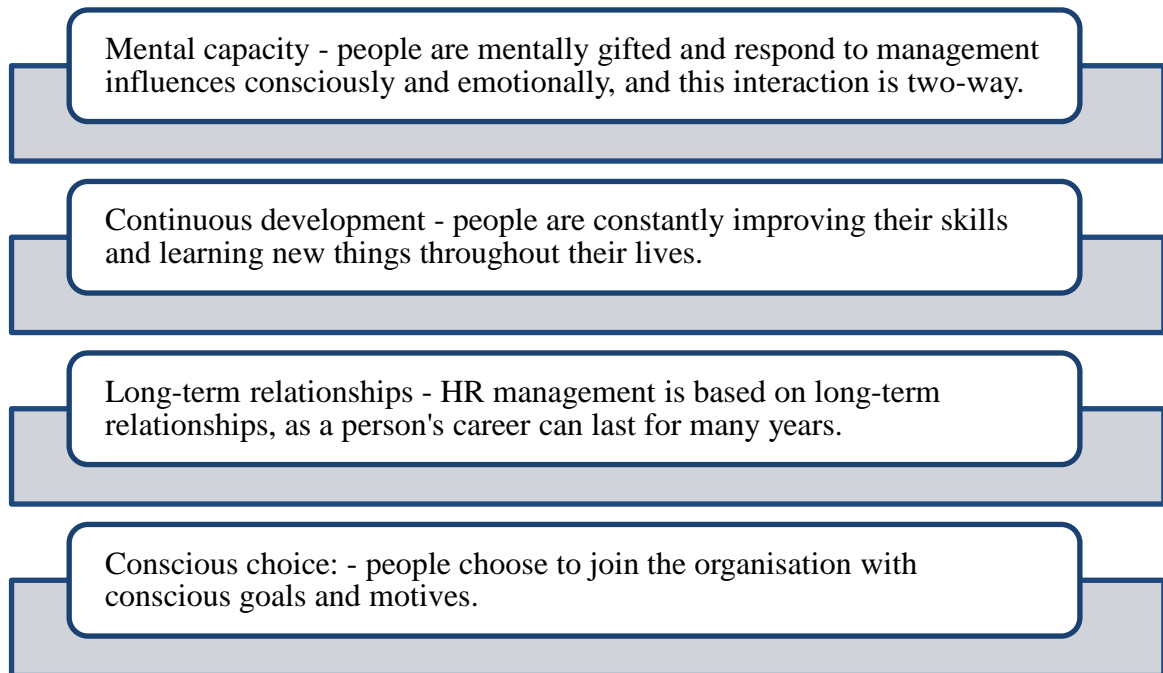 Mental capacity - people are mentally gifted and respond to management
influences consciously and emotionally, and this interaction is two-way.
Continuous development - people are constantly improving their skills
and learning new things throughout their lives.
Long-term relationships - HR management is based on long-term
relationships, as a person's career can last for many years.
Conscious choice: - people choose to join the organisation with
conscious goals and motives.